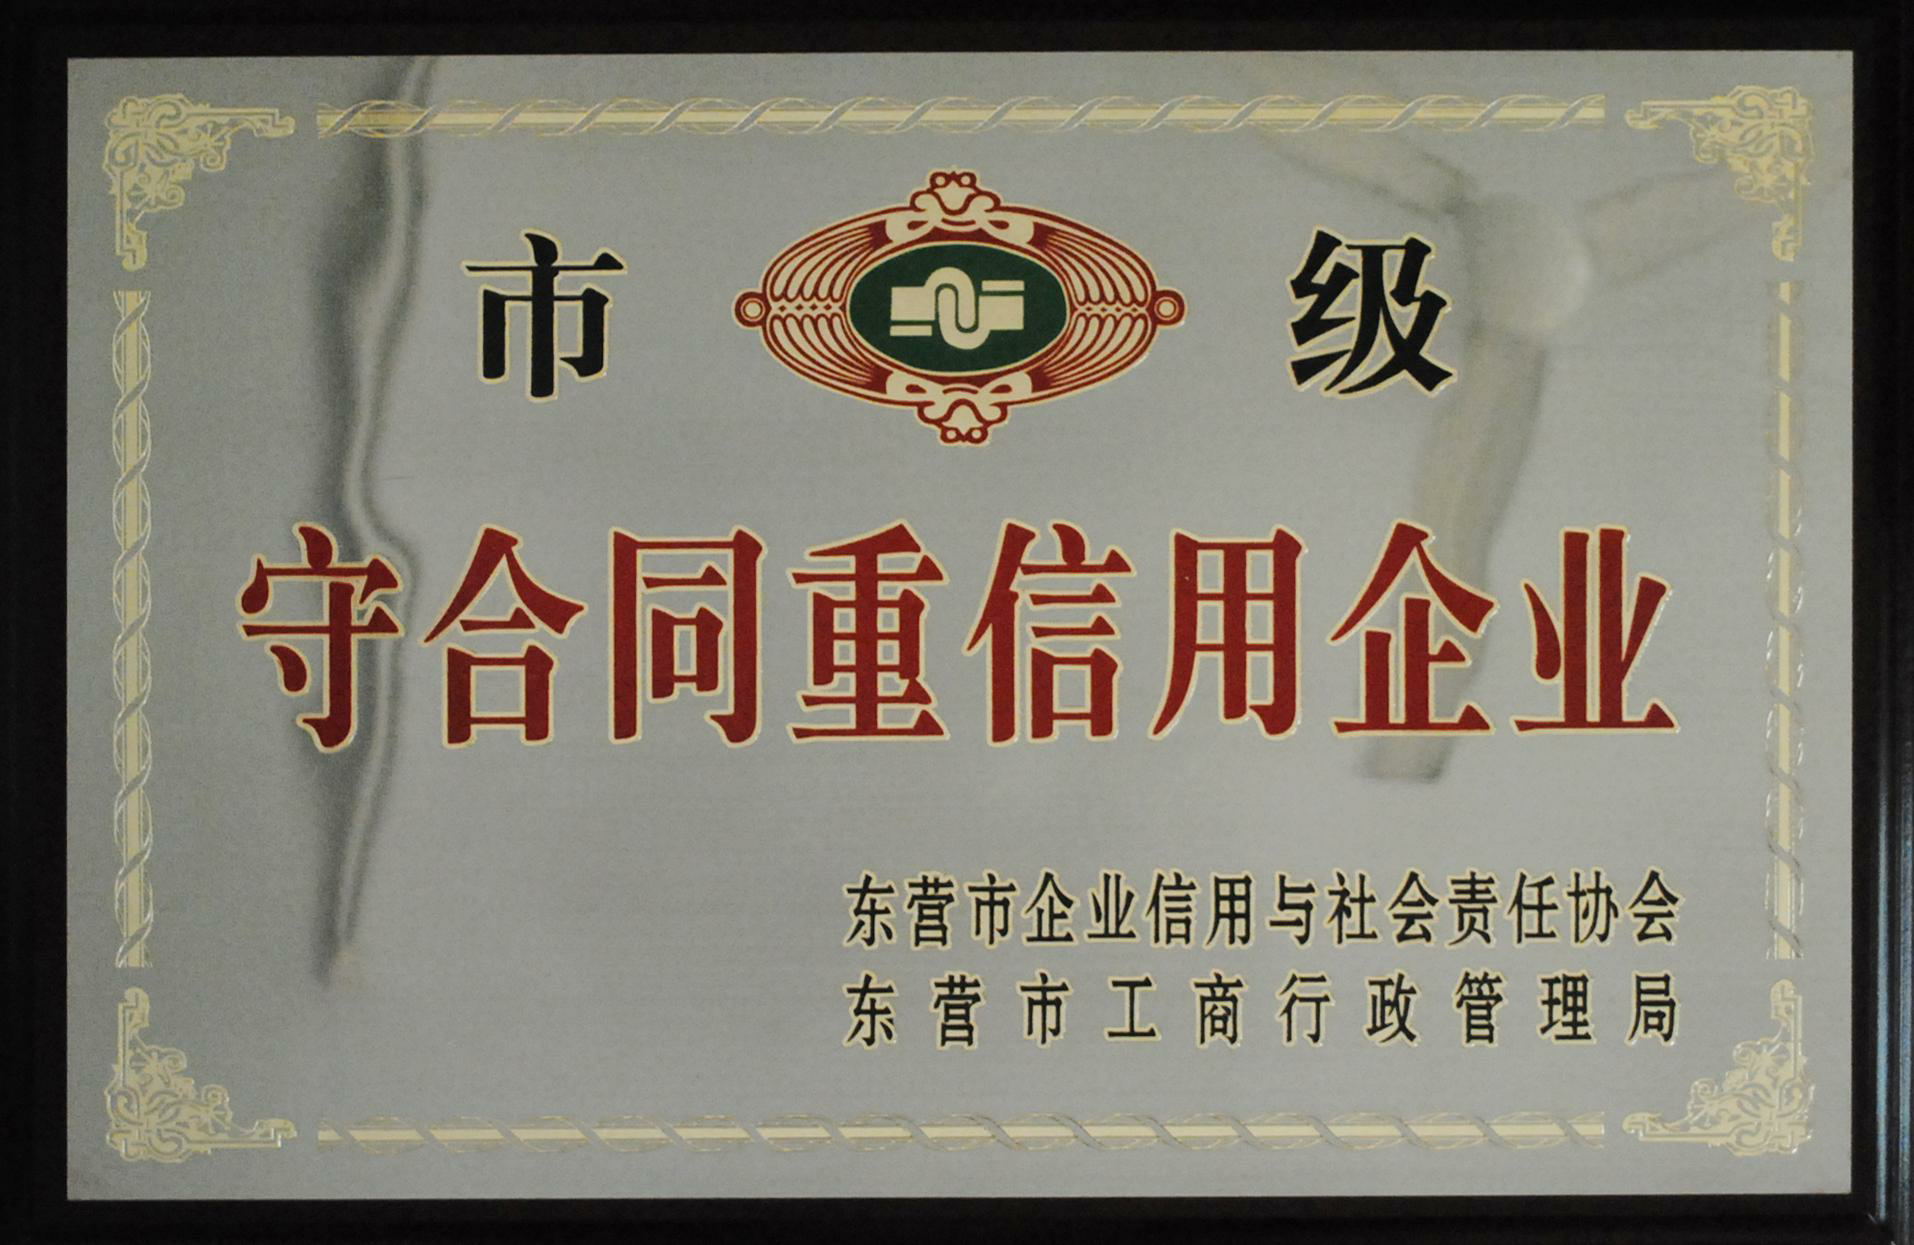 市级
守合同重信用企业
东营市企业信用与社会责任协会
东营市工商行政管理局